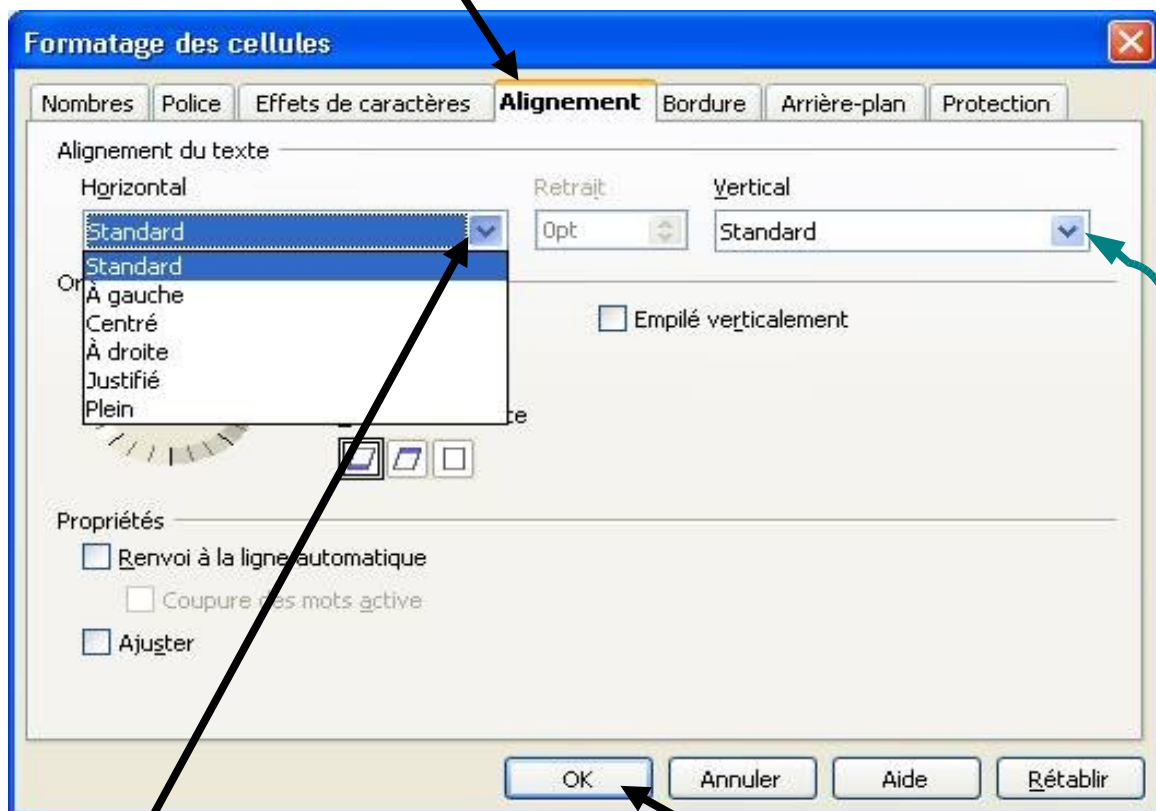 Formatage des cellules
Nombres Police Effets de caractères Alignement Bordure Arrière-plan Protection
Alignement du texte
Horizontal Retrait Vertical
Standard 0pt Standard
Standard
À gauche
Centré
À droite
Justifié
Plein
Empilé verticalement
Propriétés
Renvoi à la ligne automatique
Coupure des mots active
Ajuster
OK Annuler Aide Rétablir